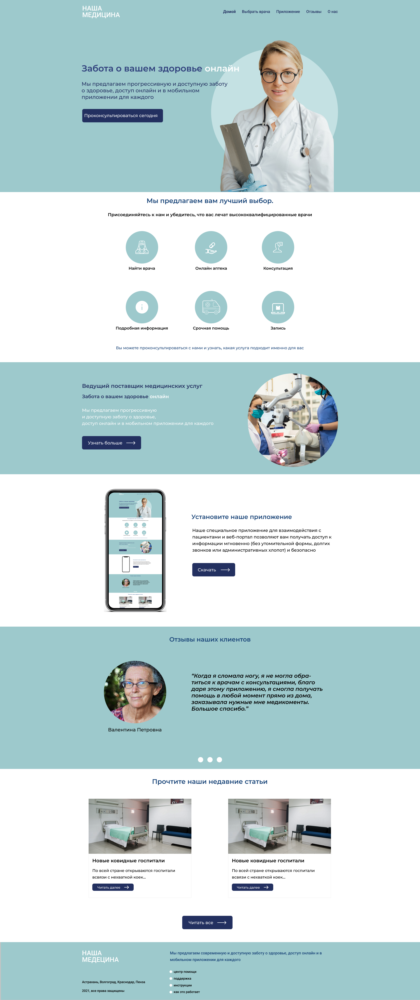 НАША
МЕДИЦИНА
Домой Выбрать врача Приложение Отзывы О нас
Забота о вашем здоровье онлайн
Мы предлагаем прогрессивную и доступную заботу
о здоровье, доступ онлайн и в мобильном
приложении для каждого
Проконсультироваться сегодня
Мы предлагаем вам лучший выбор.
Присоединяйтесь к нам и убедитесь, что вас лечат высококвалифицированные врачи
Найти врача
Онлайн аптека
Консультация
Подробная информация
Срочная помощь
Запись
Вы можете проконсультироваться с нами и узнать, какая услуга подходит именно для вас
Ведущий поставщик медицинских услуг
Забота о вашем здоровье онлайн
Мы предлагаем прогрессивную
и доступную заботу о здоровье,
доступ онлайн и в мобильном приложении для каждого
Узнать больше
Установите наше приложение
Наше специальное приложение для взаимодействия с
пациентами и веб-портал позволяют вам получать доступ к
информации мгновенно (без утомительной формы, долгих
звонков или административных хлопот) и безопасно
Скачать
Отзывы наших клиентов
“Когда я сломала ногу, я не могла обра-
титься к врачам с консультациями, благо
даря этому приложению, я смогла получать
помощь в любой момент прямо из дома,
заказывала нужные мне медикоменты.
Большое спасибо.”
Валентина Петровна
Прочтите наши недавние статьи
Новые ковидные госпитали
По всей стране открываются госпитали
всвязи с нехваткой коек...
Читать далее
Новые ковидные госпитали
По всей стране открываются госпитали
всвязи с нехваткой коек...
Читать далее
Читать все
НАША
МЕДЕЦИНА
Астрахань, Волгоград, Краснодар, Пенза
2021, все права защищены
Мы предлагаем современную и доступную заботу о здоровье, доступ онлайн и в
мобильном приложении для каждого
центр помощи
поддержка
инструкции
как это работает